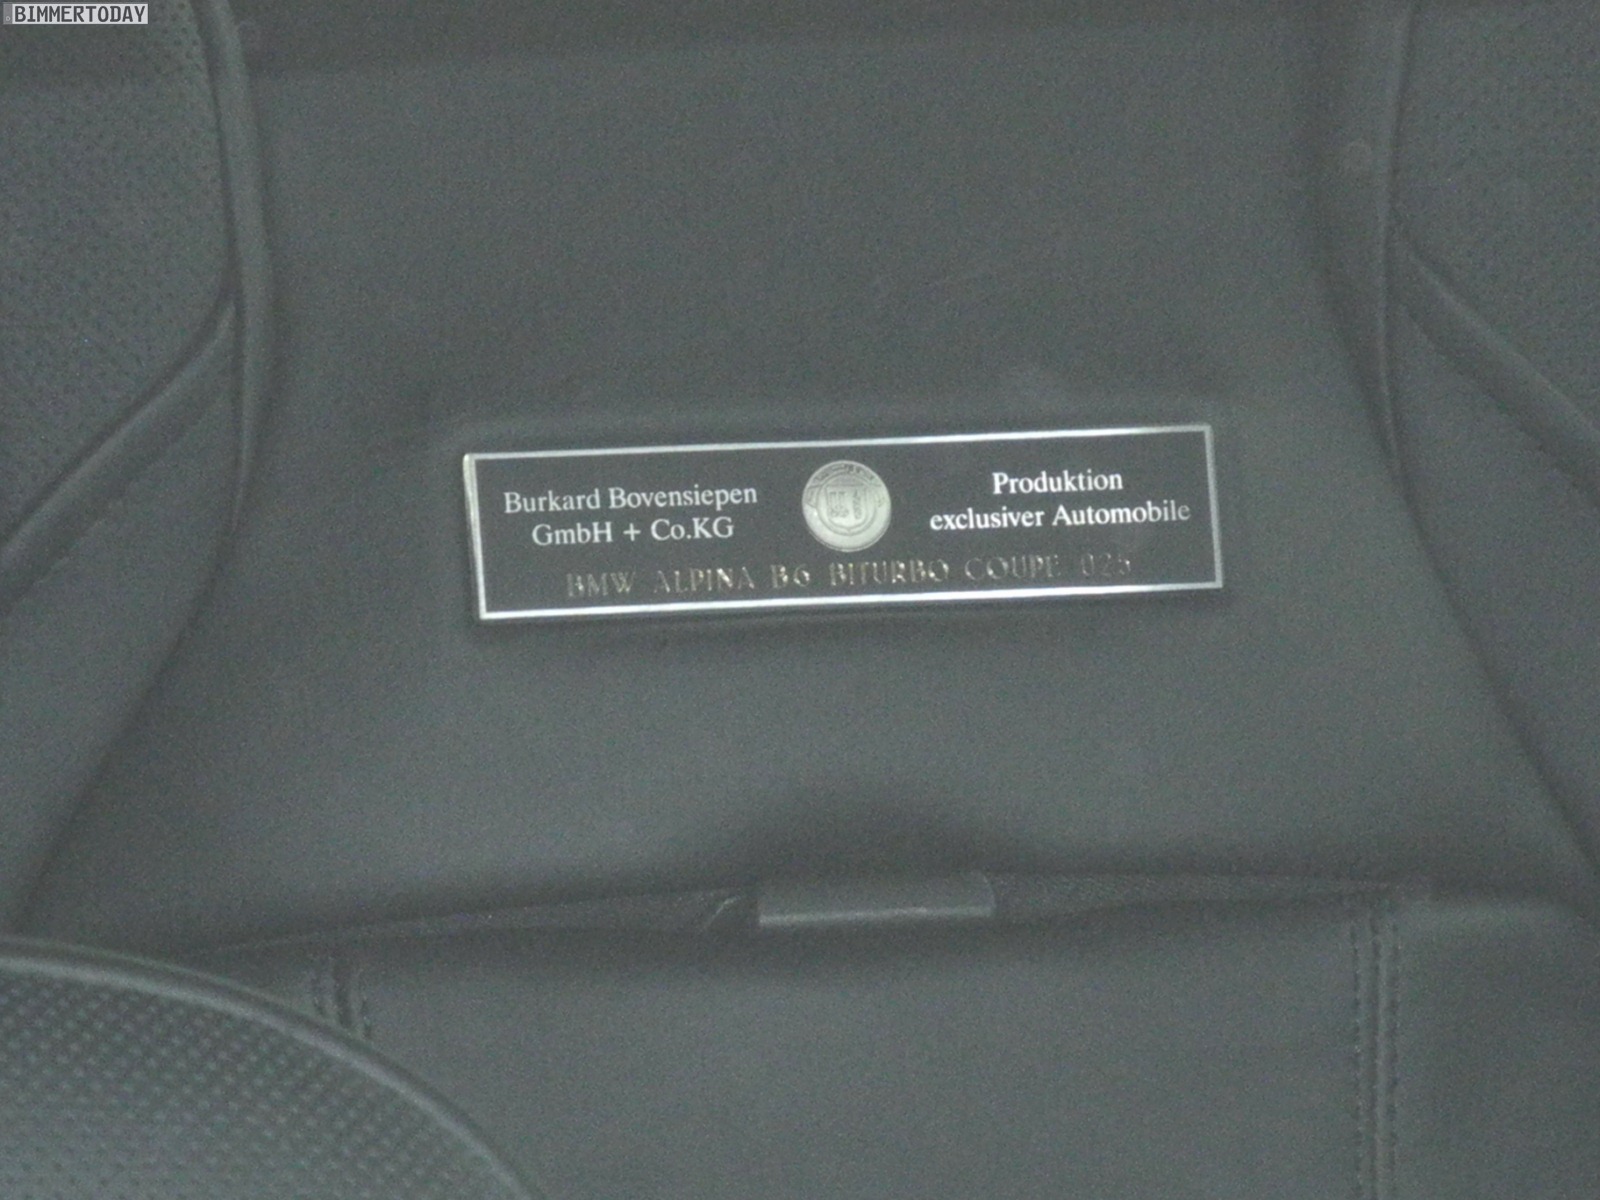 BIMMERTODAY
Burkard Bovensiepen
GmbH + Co.KG
Produktion
exclusiver Automobile
BMW ALPINA B6 BITURBO COUPE 025